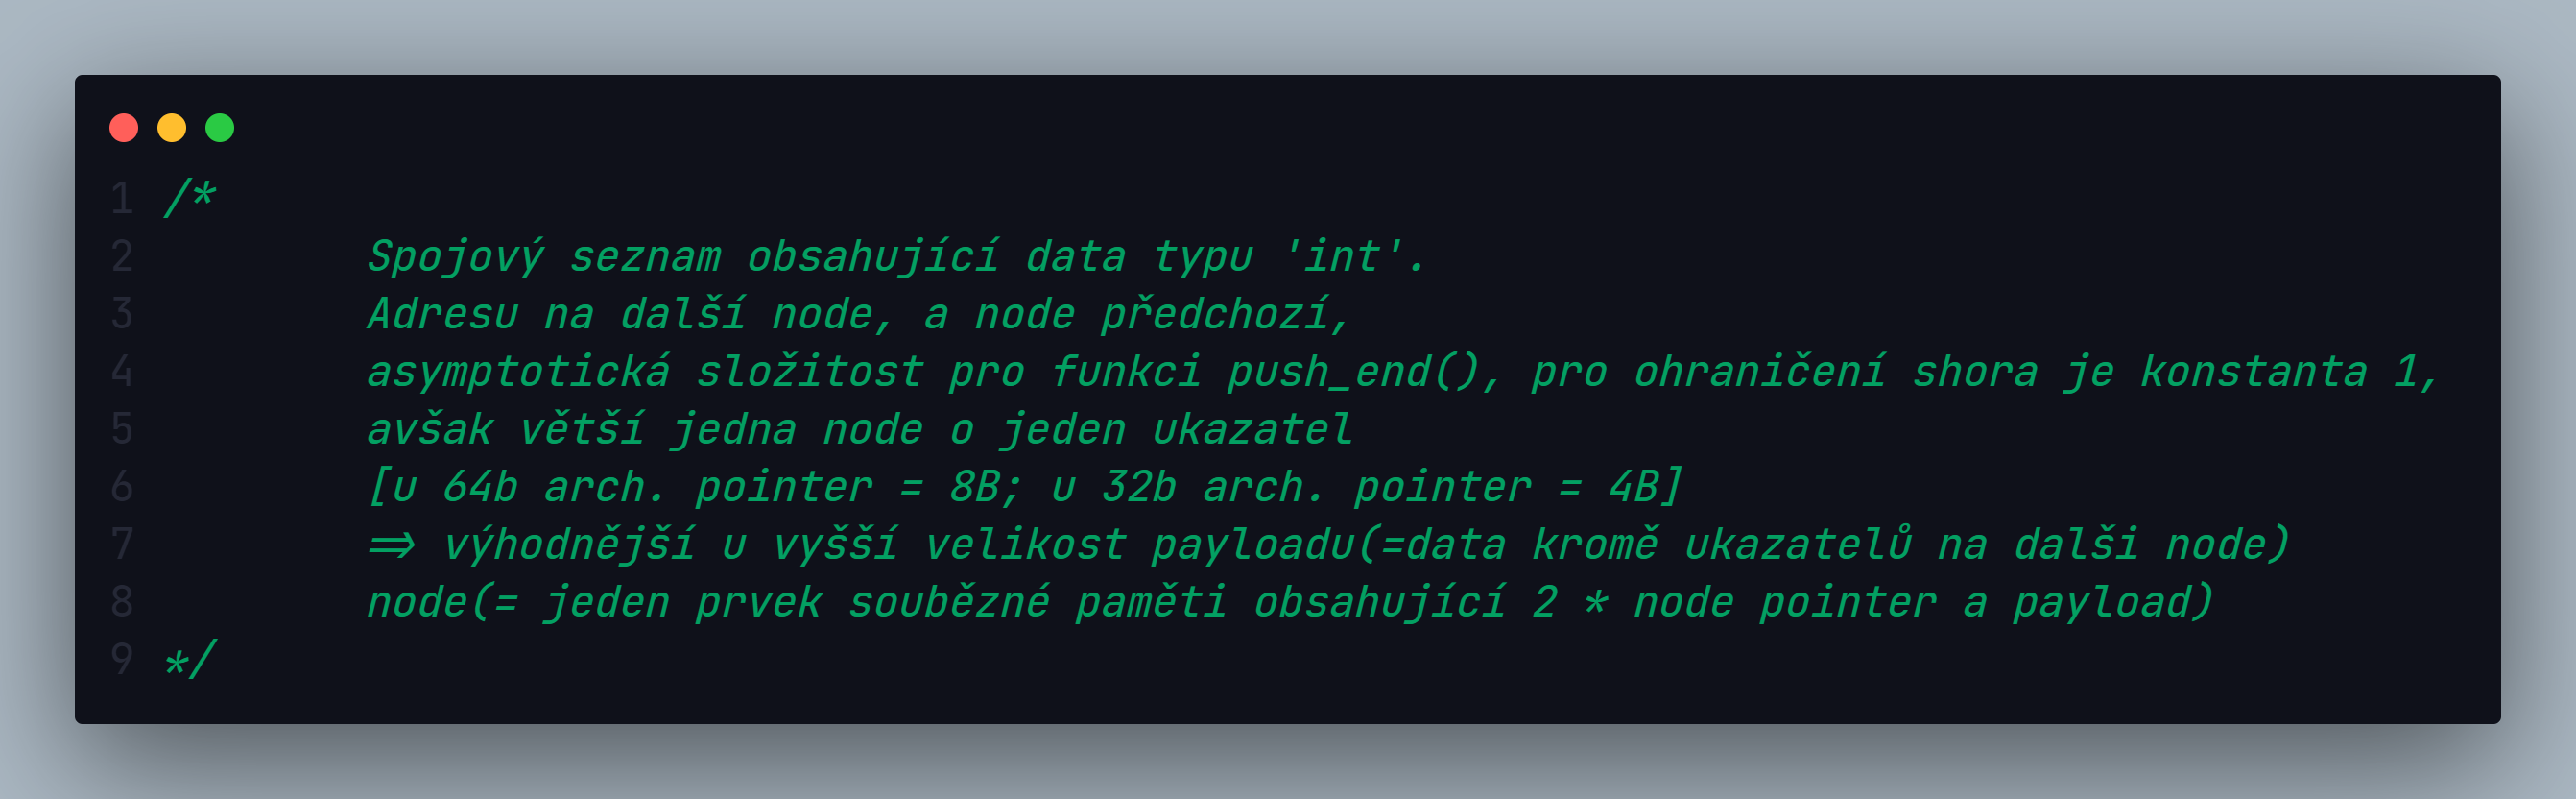 1 /*
2 Spojový seznam obsahující data typu 'int'.
3 Adresu na další node, a node předchozí,
4 asymptotická složitost pro funkci push_end(), pro ohraničení shora je konstanta 1,
5 avšak větší jedna node o jeden ukazatel
6 [u 64b arch. pointer = 8B; u 32b arch. pointer = 4B]
7 => výhodnější u vyšší velikost payloadu(=data kromě ukazatelů na dalši node)
8 node(= jeden prvek soubězné paměti obsahující 2 * node pointer a payload)
9 */